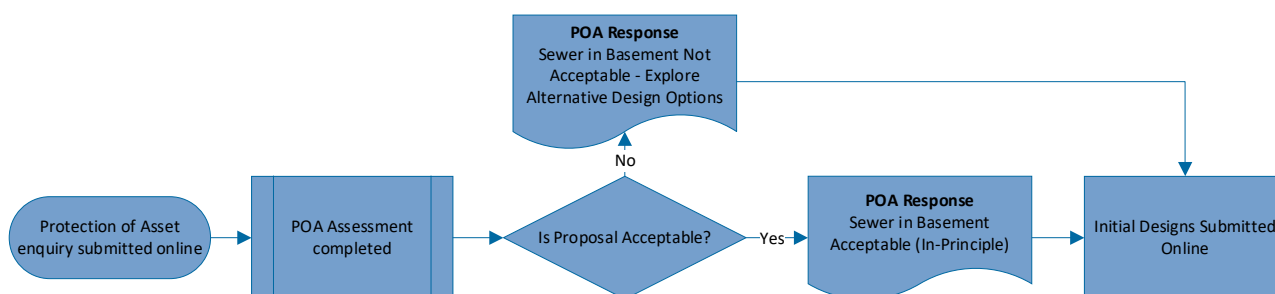 POA Response
Sewer in Basement Not
Acceptable - Explore
Alternative Design Options
No
Protection of Asset
enquiry submitted online
POA Assessment
completed
Is Proposal Acceptable?
Yes
POA Response
Sewer in Basement
Acceptable (In-Principle)
Initial Designs Submitted
Online